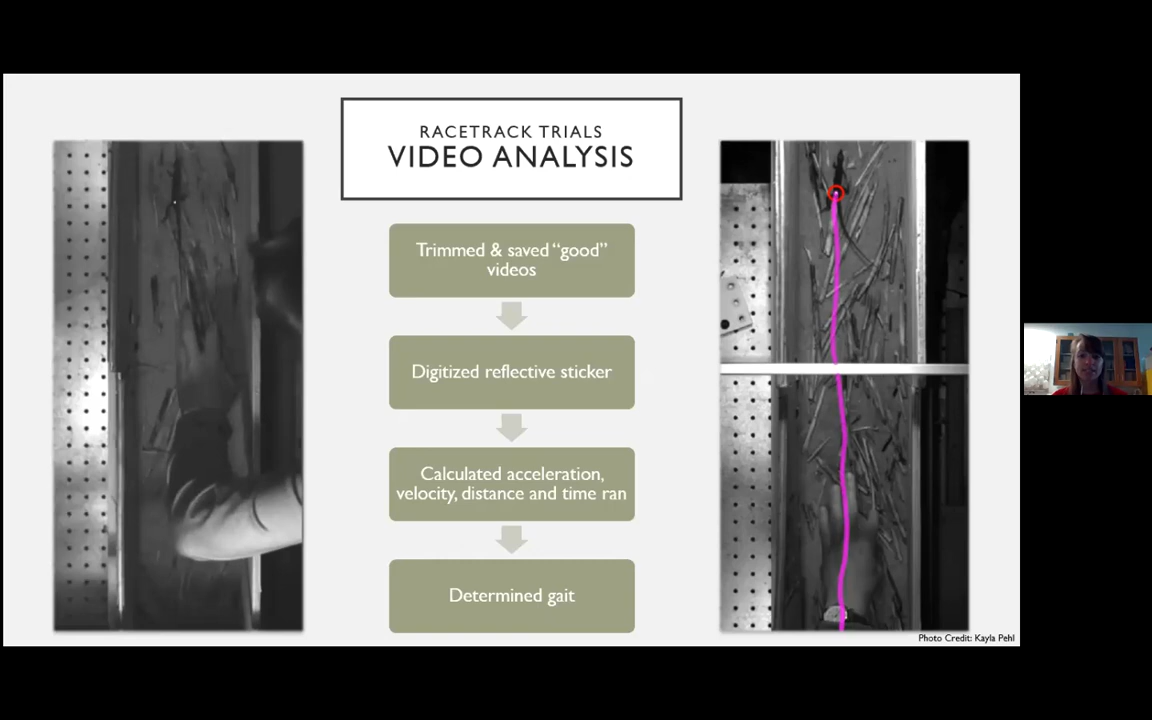 RACETRACK TRIALS
VIDEO ANALYSIS
Trimmed & saved “good”
videos
Digitized reflective sticker
Calculated acceleration,
velocity, distance and time ran
Determined gait
Photo Credit: Kayla Pehl